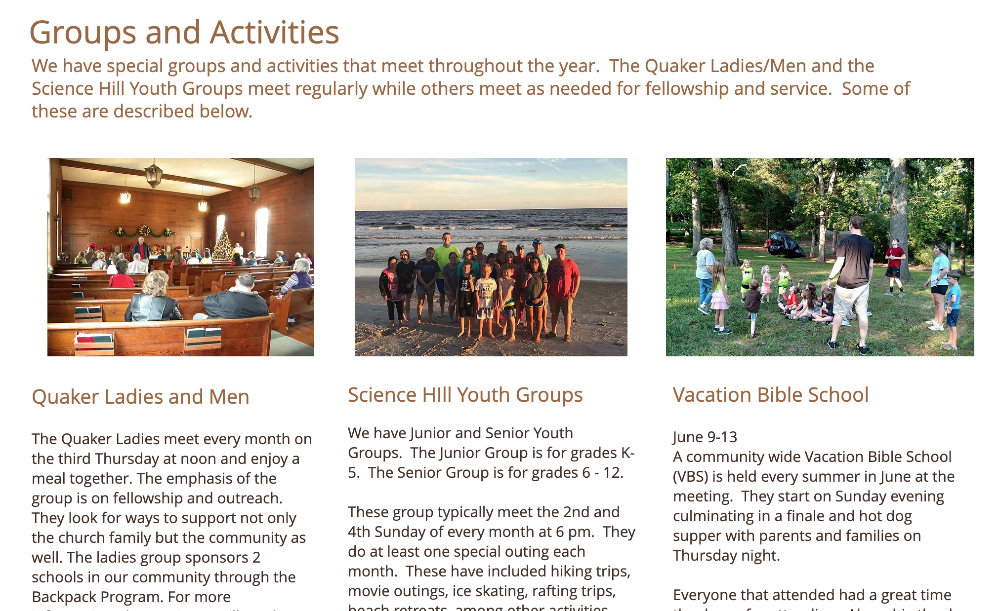 Groups and Activities
We have special groups and activities that meet throughout the year.  The Quaker Ladies/Men and the
Science Hill Youth Groups meet regularly while others meet as needed for fellowship and service.  Some of
these are described below.
AIR
23
BEACH
REPEAT
Quaker Ladies and Men
The Quaker Ladies meet every month on
the third Thursday at noon and enjoy a
meal together. The emphasis of the
group is on fellowship and outreach.
They look for ways to support not only
the church family but the community as
well. The ladies group sponsors 2
schools in our community through the
Backpack Program. For more
Science HIll Youth Groups
We have Junior and Senior Youth
Groups.  The Junior Group is for grades K-
5.  The Senior Group is for grades 6 - 12.
These group typically meet the 2nd and
4th Sunday of every month at 6 pm.  They
do at least one special outing each
month.  These have included hiking trips,
movie outings, ice skating, rafting trips,
beach retreats, among other activities
Vacation Bible School
June 9-13
A community wide Vacation Bible School
(VBS) is held every summer in June at the
meeting.  They start on Sunday evening
culminating in a finale and hot dog
supper with parents and families on
Thursday night.
Everyone that attended had a great time